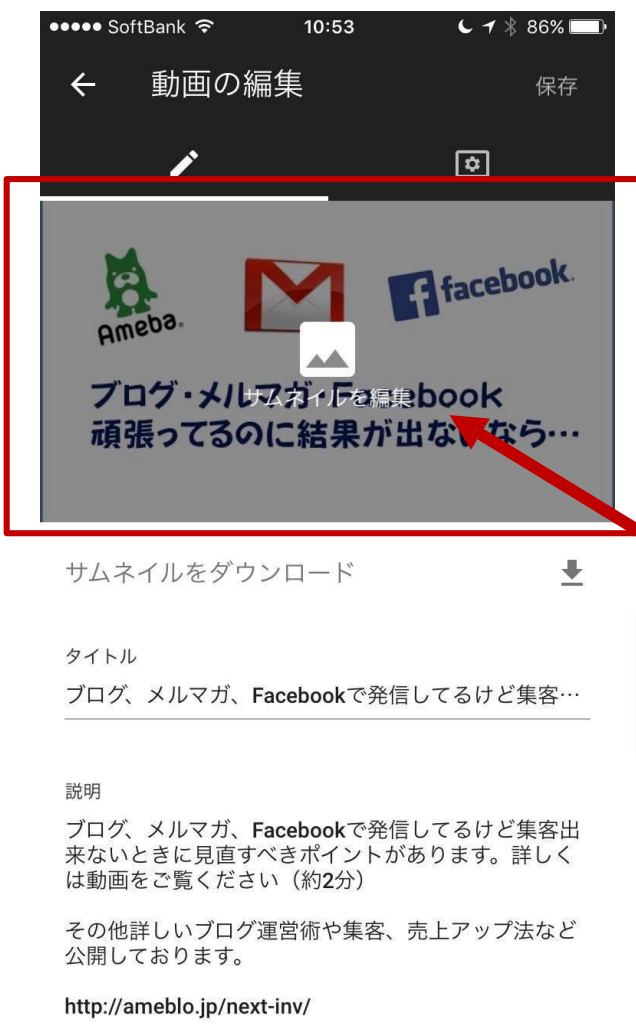 SoftBank 10:53 86%
動画の編集 保存
Ameba.
facebook.
サムネイルを編集
ブログ・メルマガ・Facebook
頑張ってるのに結果が出ないなら…
サムネイルをダウンロード
タイトル
ブログ、メルマガ、Facebookで発信してるけど集客…
説明
ブログ、メルマガ、Facebookで発信してるけど集客出
来ないときに見直すべきポイントがあります。詳しく
は動画をご覧ください（約2分）
その他詳しいブログ運営術や集客、売上アップ法など
公開しております。
http://ameblo.jp/next-inv/